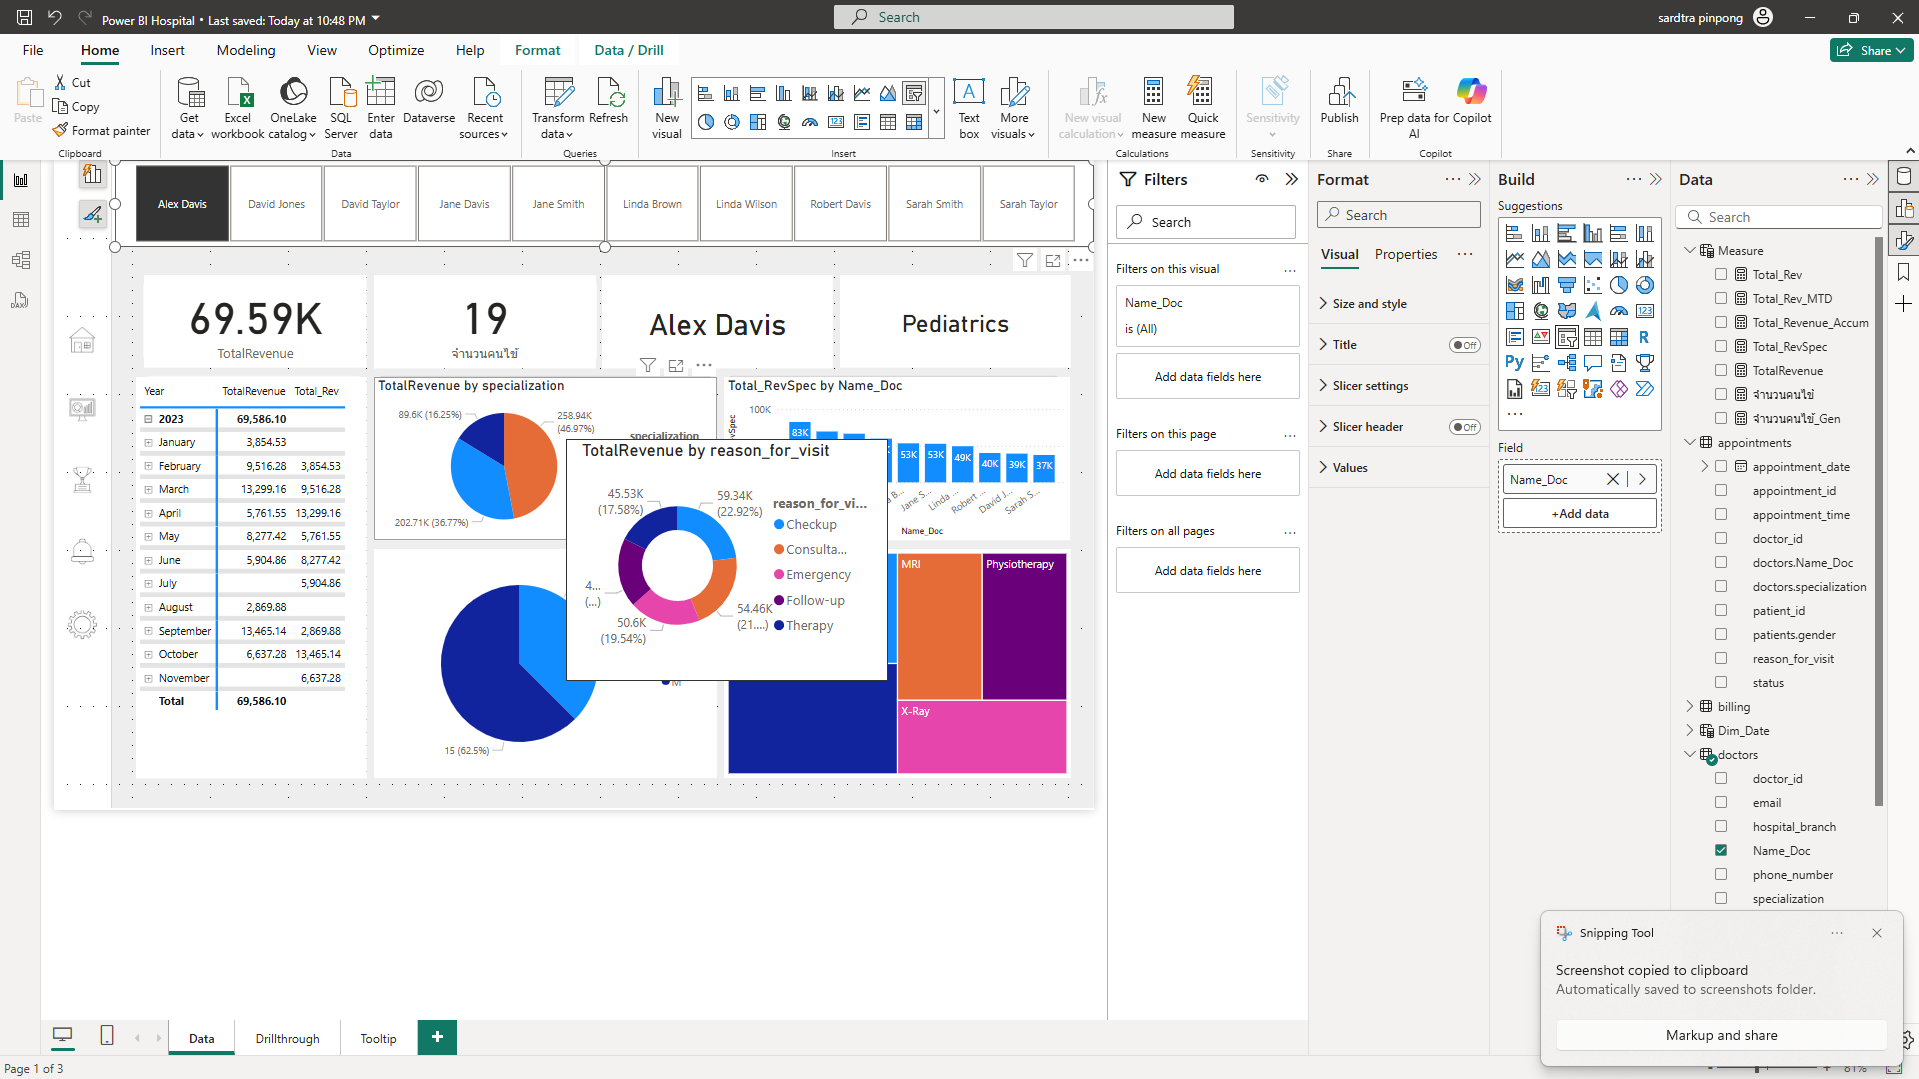 Power BI Hospital • Last saved: Today at 10:48 PM
Search
sardtra pinpong
File
Home
Insert
Modeling
View
Optimize
Help
Format
Data / Drill
Share
Paste
Cut
Copy
Format painter
Clipboard
Get data
Excel workbook
OneLake catalog
SQL Server
Enter data
Dataverse
Recent sources
Data
Transform data
Refresh
Queries
New visual
Text box
More visuals
Insert
New visual calculation
New measure
Quick measure
Calculations
Sensitivity
Sensitivity
Publish
Share
Prep data for AI
Copilot
Copilot
Alex Davis
David Jones
David Taylor
Jane Davis
Jane Smith
Linda Brown
Linda Wilson
Robert Davis
Sarah Smith
Sarah Taylor
69.59K
TotalRevenue
19
จำนวนคนไข้
Alex Davis
Pediatrics
Year TotalRevenue Total_Rev
2023 69,586.10
January 3,854.53
February 9,516.28 3,854.53
March 13,299.16 9,516.28
April 5,761.55 13,299.16
May 8,277.42 5,761.55
June 5,904.86 8,277.42
July 5,904.86
August 2,869.88
September 13,465.14 2,869.88
October 6,637.28 13,465.14
November 6,637.28
Total 69,586.10
TotalRevenue by specialization
89.6K (16.25%)
258.94K
(46.97%)
202.71K (36.77%)
specialization
Total_RevSpec by Name_Doc
100K
83K
53K
53K
49K
40K
39K
37K
Jane S...
Linda ...
Robert ...
David J...
Sarah S...
Name_Doc
TotalRevenue by reason_for_visit
45.53K
(17.58%)
59.34K
(22.92%)
4...
(...)
50.6K
(19.54%)
54.46K
(21....)
reason_for_vi...
Checkup
Consulta...
Emergency
Follow-up
Therapy
M
15 (62.5%)
MRI
Physiotherapy
X-Ray
Filters
Search
Filters on this visual
Name_Doc
is (All)
Add data fields here
Filters on this page
Add data fields here
Filters on all pages
Add data fields here
Format
Search
Visual
Properties
Size and style
Title
Off
Slicer settings
Slicer header
Off
Values
Build
Suggestions
Field
Name_Doc
+Add data
Data
Search
Measure
Total_Rev
Total_Rev_MTD
Total_Revenue_Accum
Total_RevSpec
TotalRevenue
จำนวนคนไข้
จำนวนคนไข้_Gen
appointments
appointment_date
appointment_id
appointment_time
doctor_id
doctors.Name_Doc
doctors.specialization
patient_id
patients.gender
reason_for_visit
status
billing
Dim_Date
doctors
doctor_id
email
hospital_branch
Name_Doc
phone_number
specialization
Snipping Tool
Screenshot copied to clipboard
Automatically saved to screenshots folder.
Markup and share
Data
Drillthrough
Tooltip
Page 1 of 3
81%